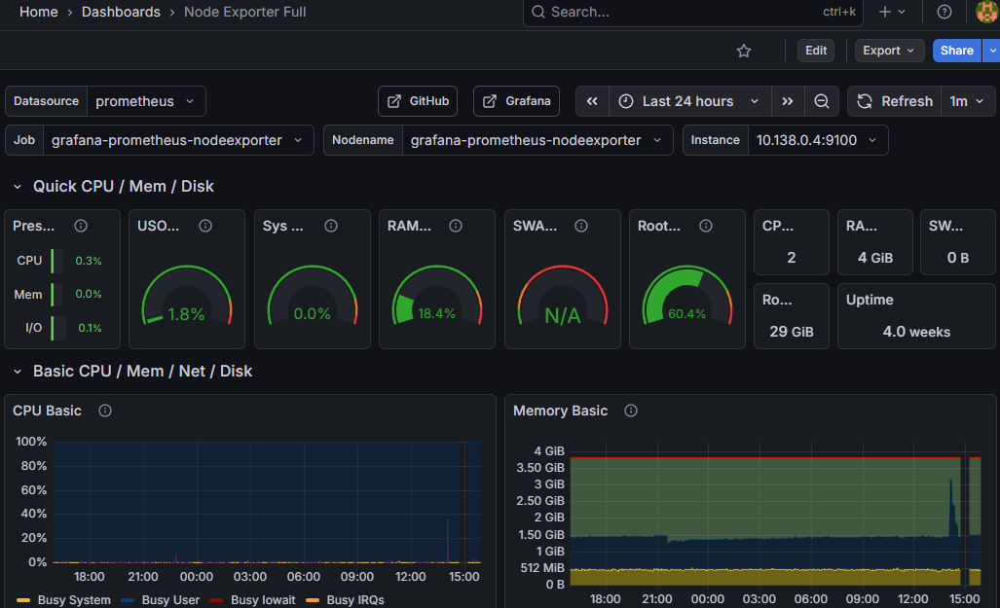 Home › Dashboards › Node Exporter Full
Search... ctrl+k
Edit Export Share
Datasource prometheus GitHub Grafana Last 24 hours Refresh 1m
Job grafana-prometheus-nodeexporter Nodename grafana-prometheus-nodeexporter Instance 10.138.0.4:9100
Quick CPU / Mem / Disk
Pres... USO... Sys ... RAM... SWA... Root... CP... RA... SW...
CPU 0.3%
Mem 0.0%
I/O 0.1%
1.8%
0.0%
18.4%
N/A
60.4%
2
4 GiB
0 B
Ro... Uptime
29 GiB 4.0 weeks
Basic CPU / Mem / Net / Disk
CPU Basic
100%
80%
60%
40%
20%
0%
18:00 21:00 00:00 03:00 06:00 09:00 12:00 15:00
Busy System Busy User Busy Iowait Busy IRQs
Memory Basic
4 GiB
3.50 GiB
3 GiB
2.50 GiB
2 GiB
1.50 GiB
1 GiB
512 MiB
0 B
18:00 21:00 00:00 03:00 06:00 09:00 12:00 15:00